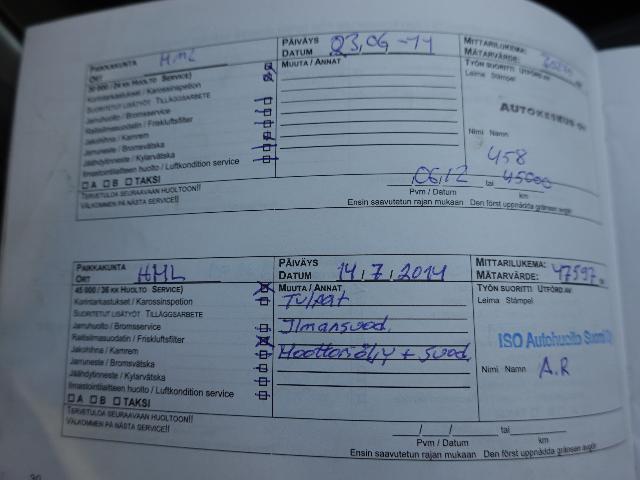 PAIKKAKUNTA HML
ORT
PÄIVÄYS
DATUM 23,06,-11
MITTARILUKEMA:
MÄTARVÄRDE:
30 000 / 24 KK HUOLTO SERVICE)
Korintarkastukset / Karossinspetion
SUORITETUT LISÄTYÖT TILLÄGGSARBETE
Jarruhuolto / Bromsservice
Raitisilmasuodatin / Friskluftsfilter
Jakohihna / Kamrem
Jarruneste / Bromsvätska
Jäähdytinneste / Kylarvätska
Ilmastointilaitteen huolto / Luftkondition service
A B TAKSI
TERVETULOA SEURAAVAAN HUOLTOON!!
VÄLKOMMEN PÅ NÄSTA SERVICE!!
MUUTA / ANNAT
TYÖN SUORITTI UTFÖRD AV
Leima Stämpel
AUTOKESKUS OY
Nimi Namn
458
06,12 tai 45000
Pvm / Datum km
Ensin saavutetun rajan mukaan Den först uppnådda gränsen avgör
PAIKKAKUNTA
ORT HML
PÄIVÄYS
DATUM 14,7,2014
MITTARILUKEMA:
MÄTARVÄRDE: 47597
45 000 / 36 KK HUOLTO SERVICE)
Korintarkastukset / Karossinspetion
SUORITETUT LISÄTYÖT TILLÄGGSARBETE
Jarruhuolto / Bromsservice
Raitisilmasuodatin / Friskluftsfilter
Jakohihna / Kamrem
Jarruneste / Bromsvätska
Jäähdytinneste / Kylarvätska
Ilmastointilaitteen huolto / Luftkondition service
A B TAKSI
TERVETULOA SEURAAVAAN HUOLTOON!!
VÄLKOMMEN PÅ NÄSTA SERVICE!!
MUUTA / ANNAT
Tulpat
Ilmansuod.
Moottoriöljy + Suod.
TYÖN SUORITTI UTFÖRD AV
Leima Stämpel
ISO Autohuolto Suomi Oy
Nimi Namn A.R
/ / tai
Pvm / Datum km
Ensin saavutetun rajan mukaan Den först uppnådda gränsen avgör